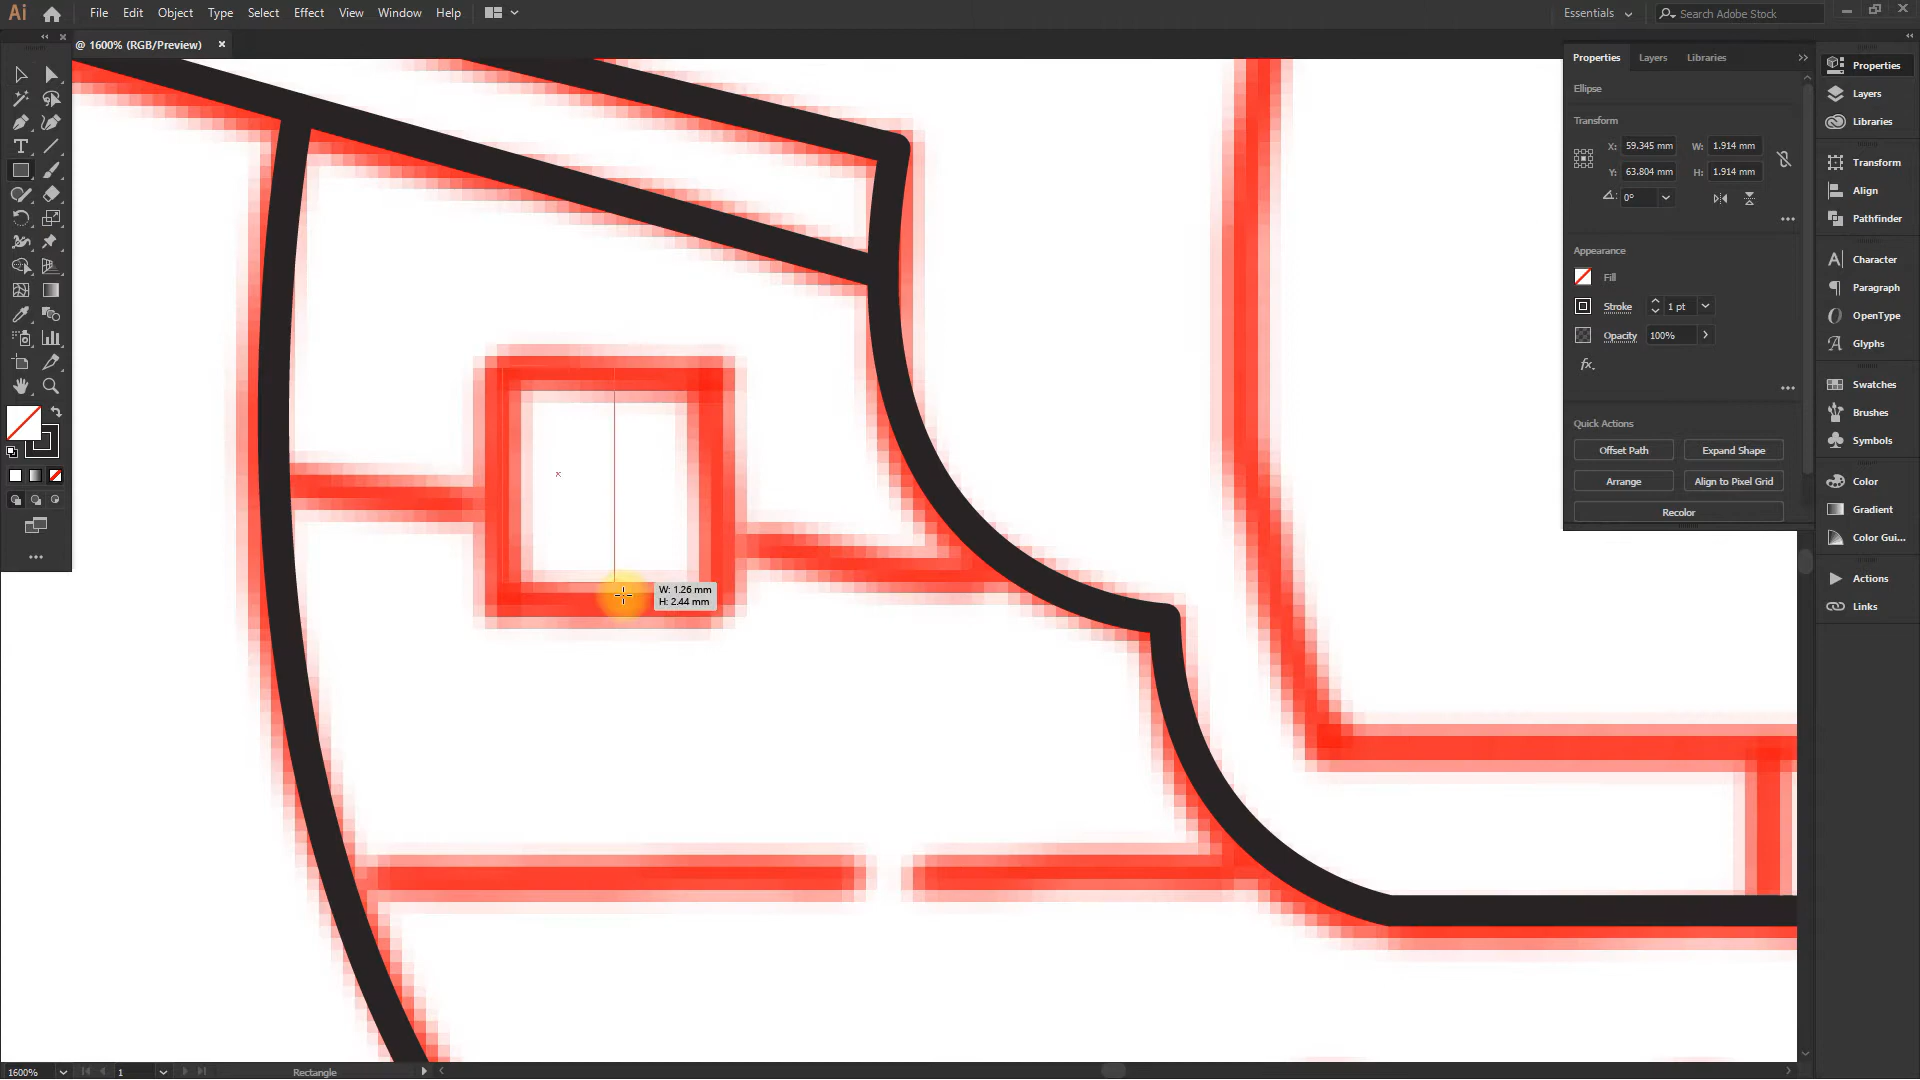 Ai File Edit Object Type Select Effect View Window Help Essentials Search Adobe Stock
@ 1600% (RGB/Preview) ×
Properties Layers Libraries
Ellipse
Transform
X: 59.345 mm W: 1.914 mm
Y: 63.804 mm H: 1.914 mm
0°
Appearance
Fill
Stroke 1 pt
Opacity 100%
fx.
Quick Actions
Offset Path Expand Shape
Arrange Align to Pixel Grid
Recolor
Properties
Layers
Libraries
Transform
Align
Pathfinder
Character
Paragraph
OpenType
Glyphs
Swatches
Brushes
Symbols
Color
Gradient
Color Gui...
Actions
Links
W: 1.26 mm
H: 2.44 mm
1600% 1 Rectangle